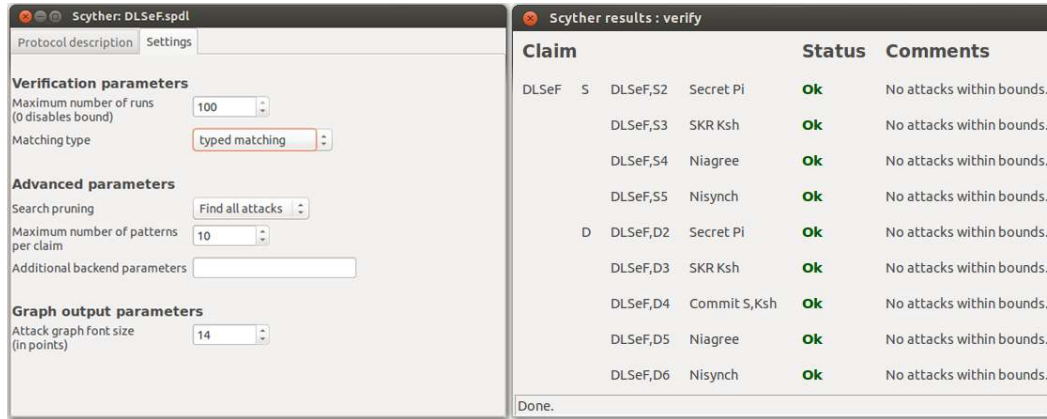 Scyther: DLSeF.spdl
Protocol description Settings
Verification parameters
Maximum number of runs
(0 disables bound)
100
Matching type
typed matching
Advanced parameters
Search pruning
Find all attacks
Maximum number of patterns
per claim
10
Additional backend parameters
Graph output parameters
Attack graph font size
(in points)
14
Scyther results : verify
Claim Status Comments
DLSeF S DLSeF,S2 Secret Pi Ok No attacks within bounds.
DLSeF,S3 SKR Ksh Ok No attacks within bounds.
DLSeF,S4 Niagree Ok No attacks within bounds.
DLSeF,S5 Nisynch Ok No attacks within bounds.
D DLSeF,D2 Secret Pi Ok No attacks within bounds.
DLSeF,D3 SKR Ksh Ok No attacks within bounds.
DLSeF,D4 Commit S,Ksh Ok No attacks within bounds.
DLSeF,D5 Niagree Ok No attacks within bounds.
DLSeF,D6 Nisynch Ok No attacks within bounds.
Done.